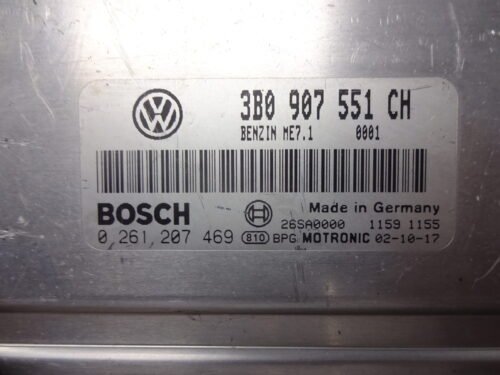 3B0 907 551 CH
BENZIN ME7.1 0001
Made in Germany
BOSCH 26SA0000 1159 1155
0 261 207 469 810 BPG MOTRONIC 02-10-17